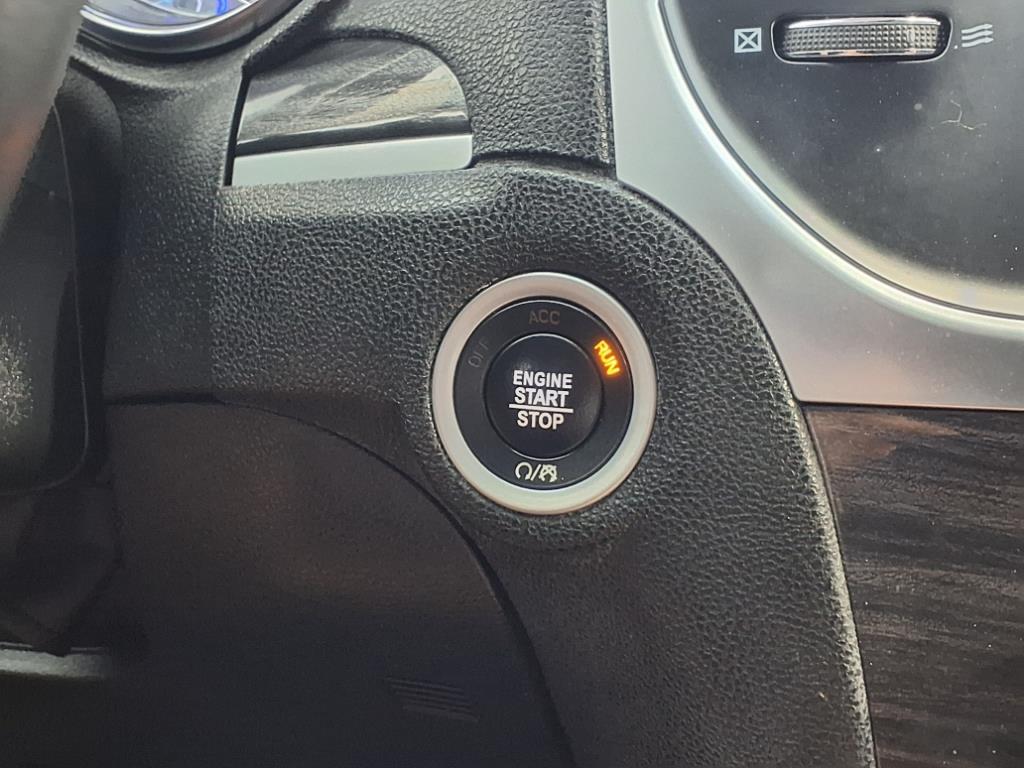 ACC
OFF
RUN
ENGINE
START
STOP